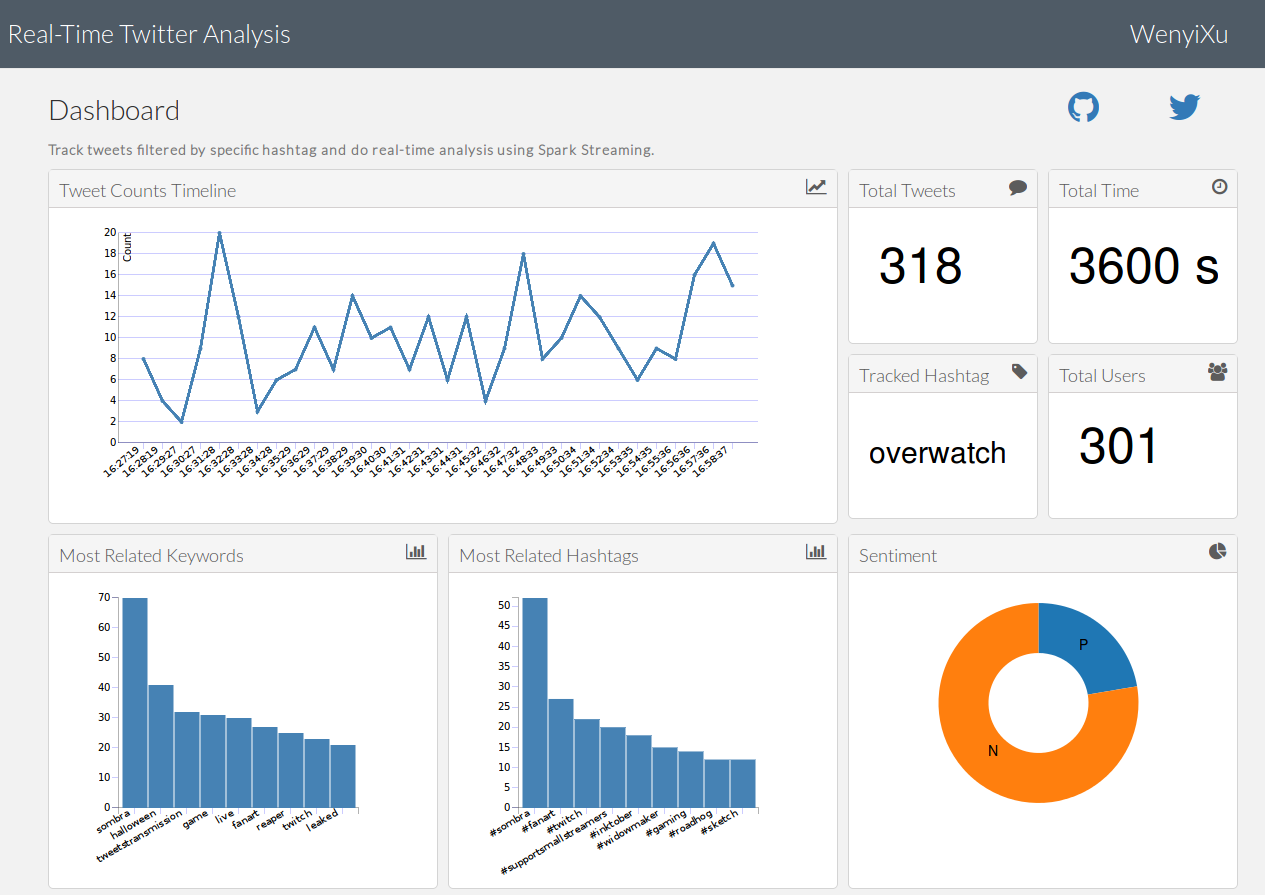 Real-Time Twitter Analysis
WenyiXu
Dashboard
Track tweets filtered by specific hashtag and do real-time analysis using Spark Streaming.
Tweet Counts Timeline
20
18
16
14
12
10
8
6
4
2
0
Count
16:27:19
16:28:19
16:29:27
16:30:27
16:31:28
16:32:28
16:33:28
16:34:28
16:35:29
16:36:29
16:37:29
16:38:29
16:39:30
16:40:30
16:41:31
16:42:31
16:43:31
16:44:31
16:45:32
16:46:32
16:47:32
16:48:33
16:49:33
16:50:34
16:51:34
16:52:34
16:53:35
16:54:35
16:55:36
16:56:36
16:57:36
16:58:37
Total Tweets
318
Total Time
3600 s
Tracked Hashtag
overwatch
Total Users
301
Most Related Keywords
70
60
50
40
30
20
10
0
sombra
halloween
tweetstransmission
game
live
fanart
reaper
twitch
leaked
Most Related Hashtags
50
45
40
35
30
25
20
15
10
5
0
#sombra
#fanart
#twitch
#supportsmallstreamers
#inktober
#widowmaker
#gaming
#roadhog
#sketch
Sentiment
P
N